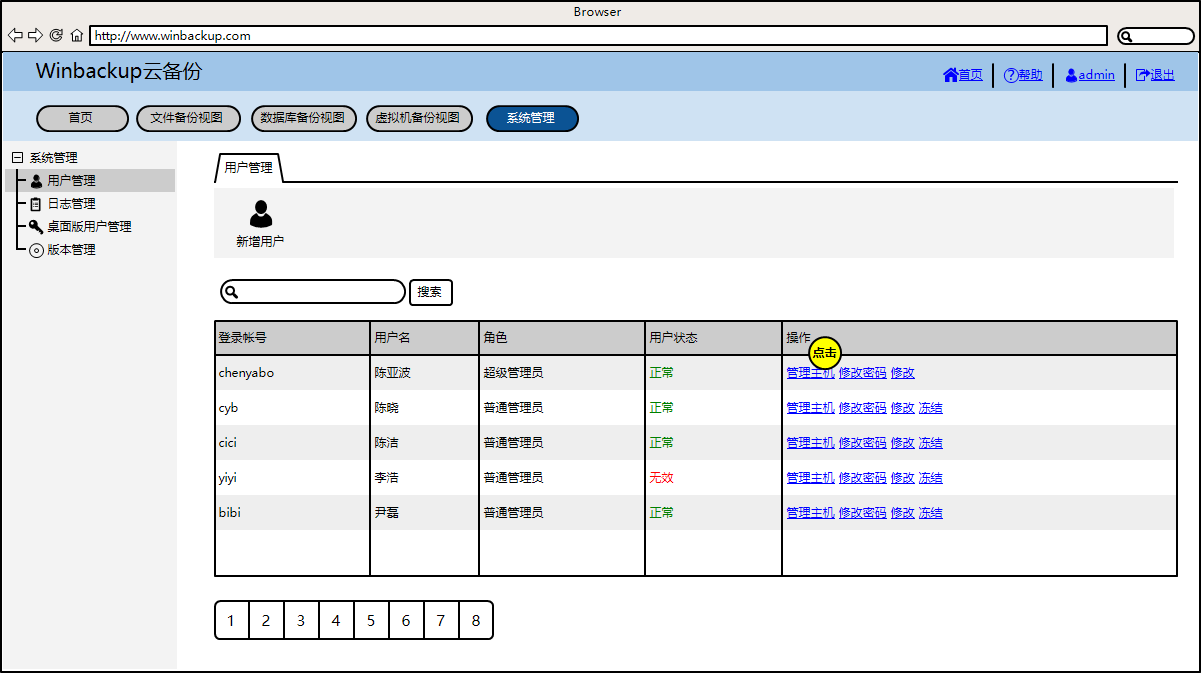 Browser
http://www.winbackup.com
Winbackup云备份
首页 帮助 admin 退出
首页 文件备份视图 数据库备份视图 虚拟机备份视图 系统管理
系统管理
用户管理
日志管理
桌面版用户管理
版本管理
用户管理
新增用户
搜索
登录帐号 用户名 角色 用户状态 操作
点击
chenyabo 陈亚波 超级管理员 正常 管理主机 修改密码 修改
cyb 陈晓 普通管理员 正常 管理主机 修改密码 修改 冻结
cici 陈洁 普通管理员 正常 管理主机 修改密码 修改 冻结
yiyi 李浩 普通管理员 无效 管理主机 修改密码 修改 冻结
bibi 尹磊 普通管理员 正常 管理主机 修改密码 修改 冻结
1 2 3 4 5 6 7 8